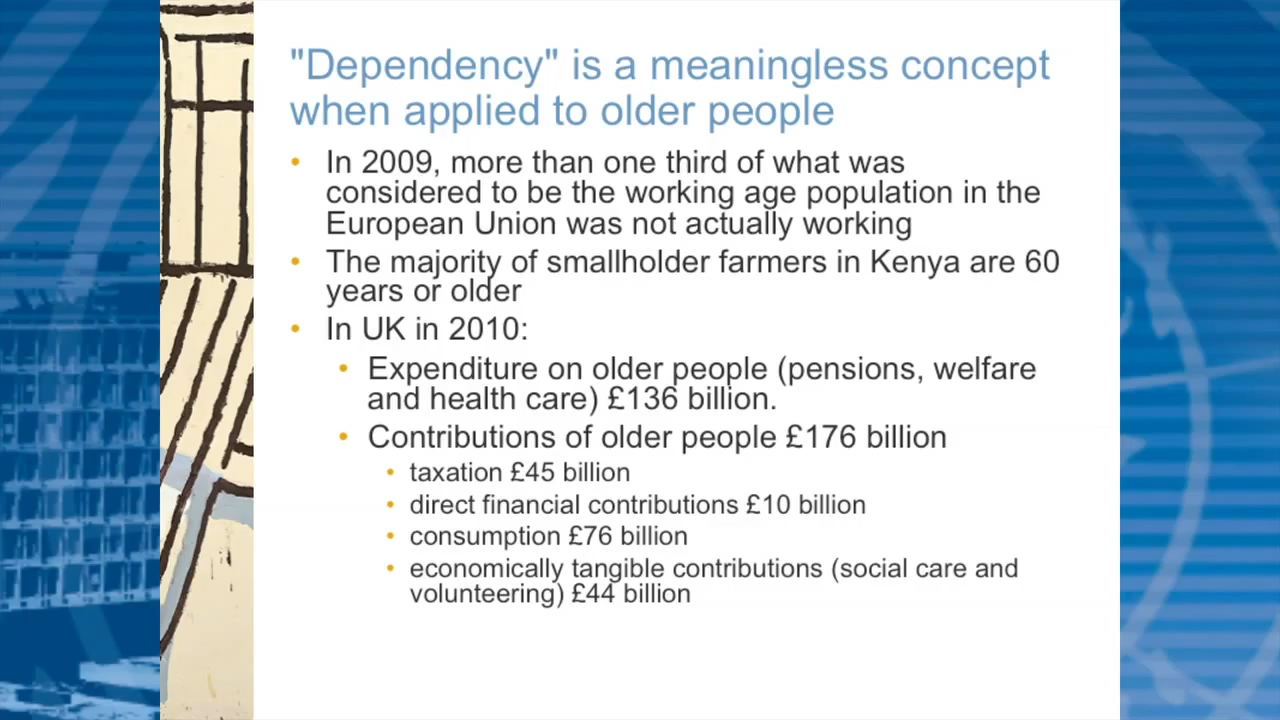 "Dependency" is a meaningless concept
when applied to older people
• In 2009, more than one third of what was
considered to be the working age population in the
European Union was not actually working
• The majority of smallholder farmers in Kenya are 60
years or older
• In UK in 2010:
• Expenditure on older people (pensions, welfare
and health care) £136 billion.
• Contributions of older people £176 billion
• taxation £45 billion
• direct financial contributions £10 billion
• consumption £76 billion
• economically tangible contributions (social care and
volunteering) £44 billion